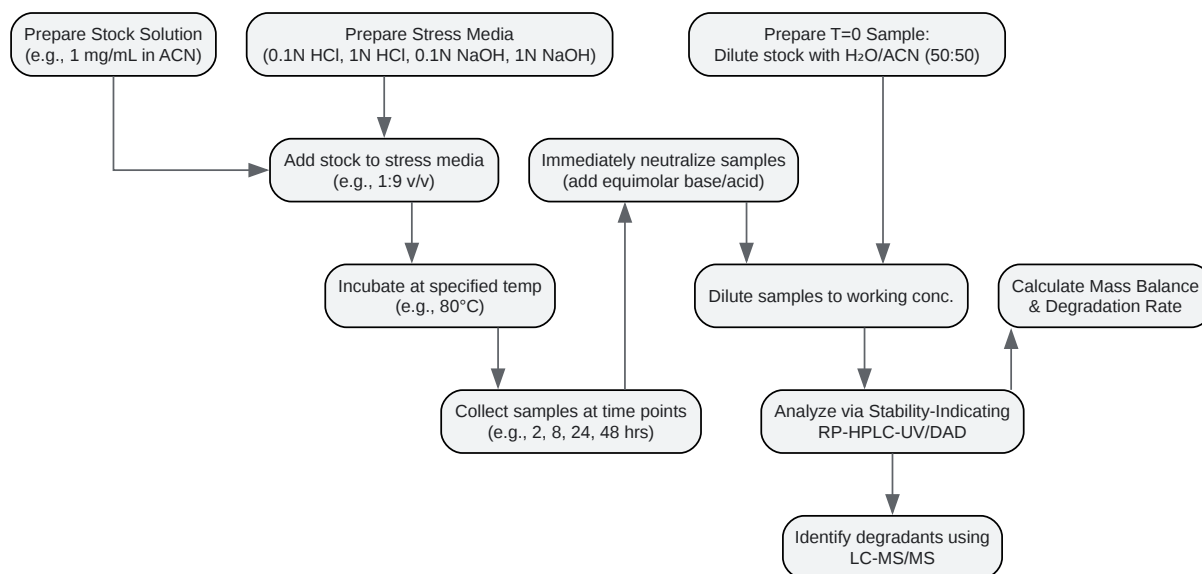 Prepare Stock Solution
(e.g., 1 mg/mL in ACN)
Prepare Stress Media
(0.1N HCl, 1N HCl, 0.1N NaOH, 1N NaOH)
Prepare T=0 Sample:
Dilute stock with H₂O/ACN (50:50)
Add stock to stress media
(e.g., 1:9 v/v)
Immediately neutralize samples
(add equimolar base/acid)
Incubate at specified temp
(e.g., 80°C)
Dilute samples to working conc.
Calculate Mass Balance
& Degradation Rate
Collect samples at time points
(e.g., 2, 8, 24, 48 hrs)
Analyze via Stability-Indicating
RP-HPLC-UV/DAD
Identify degradants using
LC-MS/MS